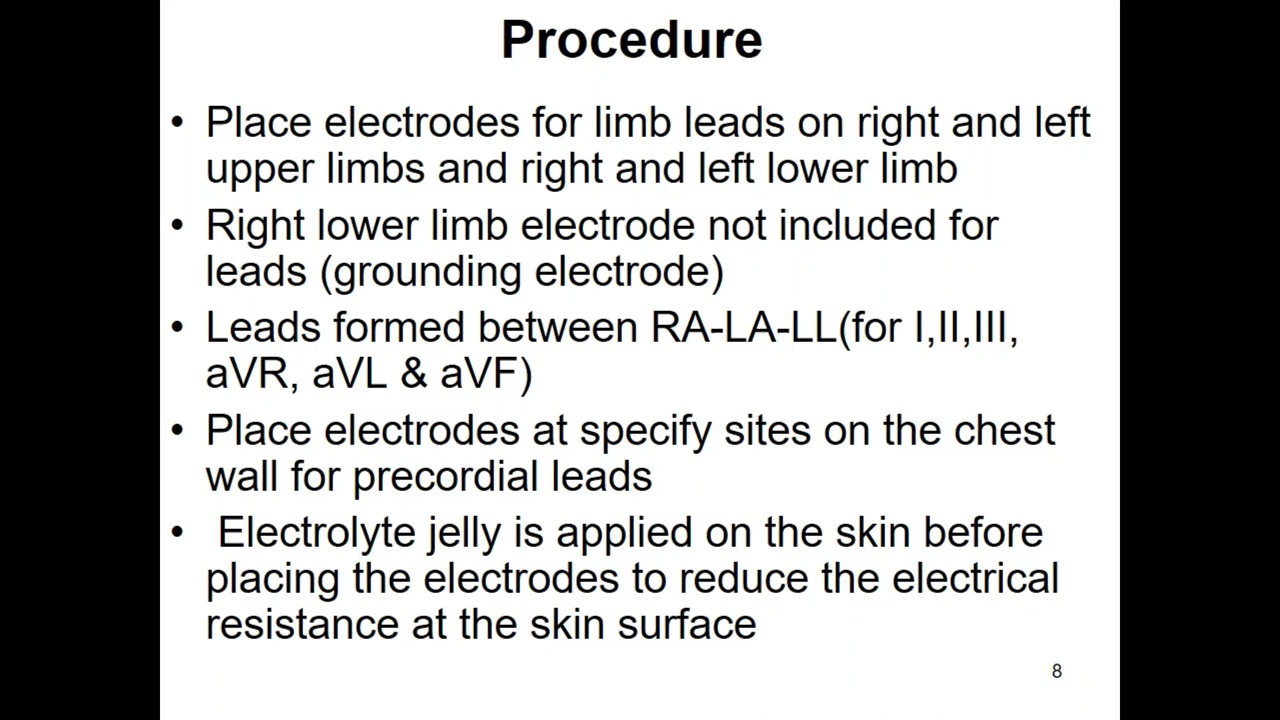 Procedure
• Place electrodes for limb leads on right and left
upper limbs and right and left lower limb
• Right lower limb electrode not included for
leads (grounding electrode)
• Leads formed between RA-LA-LL(for I,II,III,
aVR, aVL & aVF)
• Place electrodes at specify sites on the chest
wall for precordial leads
• Electrolyte jelly is applied on the skin before
placing the electrodes to reduce the electrical
resistance at the skin surface
8